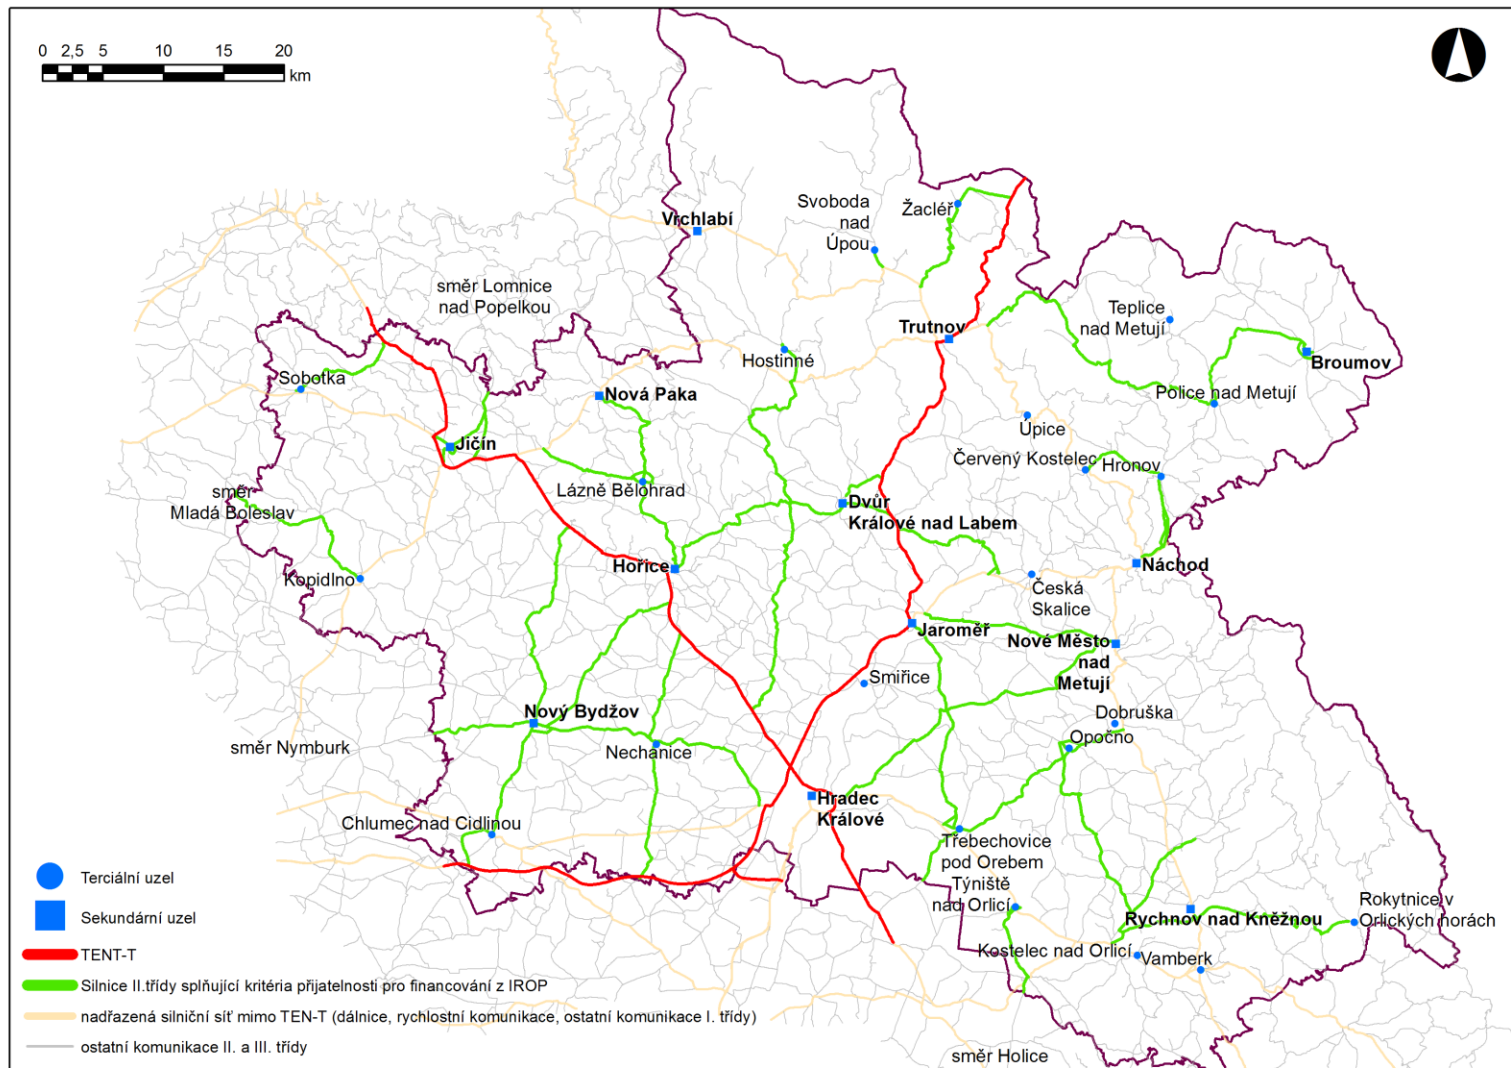 0 2,5 5 10 15 20
km
Vrchlabí
Svoboda
nad
Úpou
Žacléř
směr Lomnice
nad Popelkou
Trutnov
Teplice
nad Metují
Hostinné
Broumov
Sobotka
Nová Paka
Police nad Metují
Jičín
Úpice
Červený Kostelec
Hronov
Lázně Bělohrad
směr
Mladá Boleslav
Dvůr
Králové nad Labem
Hořice
Náchod
Kopidlno
Česká
Skalice
Jaroměř
Nové Město
nad
Metují
Smiřice
Nový Bydžov
Dobruška
Opočno
směr Nymburk
Nechanice
Hradec
Králové
Chlumec nad Cidlinou
Třebechovice
pod Orebem
Týniště
nad Orlicí
Rychnov nad Kněžnou
Rokytnice v
Orlických horách
Kostelec nad Orlicí
Vamberk
směr Holice
Terciální uzel
Sekundární uzel
TENT-T
Silnice II.třídy splňující kritéria přijatelnosti pro financování z IROP
nadřazená silniční síť mimo TEN-T (dálnice, rychlostní komunikace, ostatní komunikace I. třídy)
ostatní komunikace II. a III. třídy